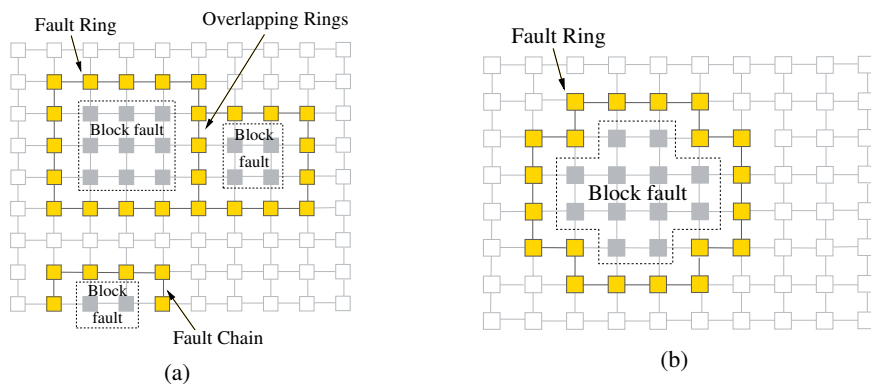 Fault Ring
Overlapping Rings
Block fault
Block
fault
Block
fault
Fault Chain
(a)
Fault Ring
Block fault
(b)